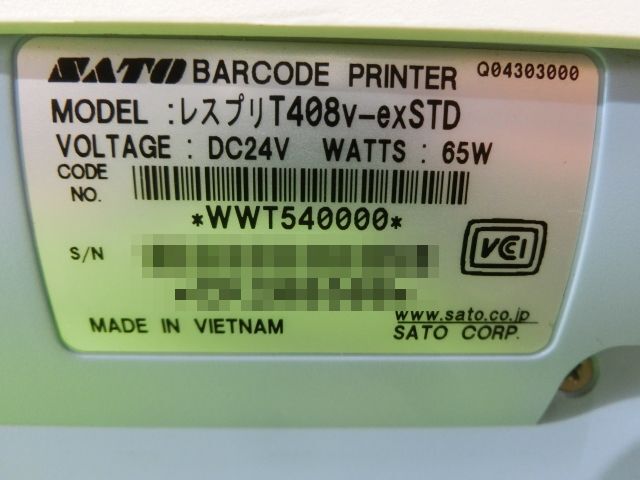 SATO BARCODE PRINTER Q04303000
MODEL :レスプリT408v-exSTD
VOLTAGE : DC24V WATTS : 65W
CODE NO.
*WWT540000*
S/N
VCCI
MADE IN VIETNAM
www.sato.co.jp
SATO CORP.